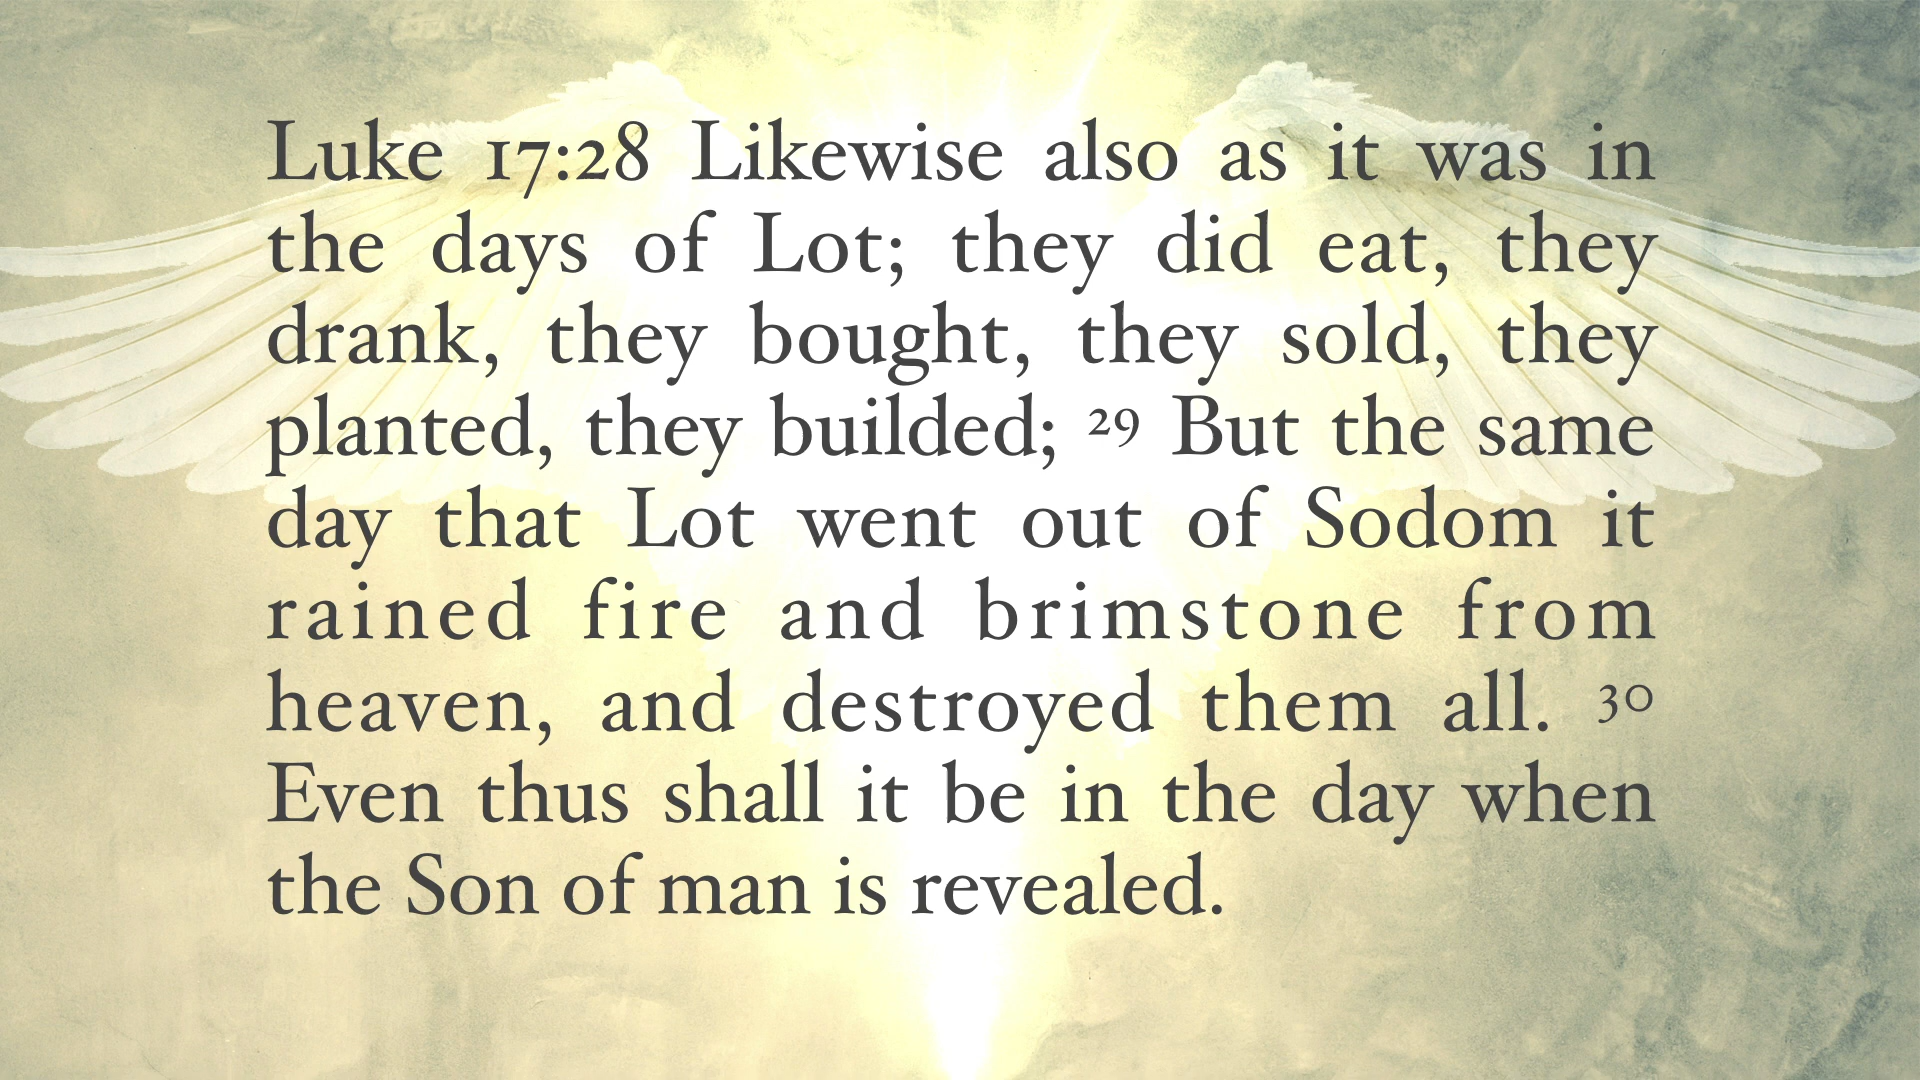 Luke 17:28 Likewise also as it was in
the days of Lot; they did eat, they
drank, they bought, they sold, they
planted, they builded; 29 But the same
day that Lot went out of Sodom it
rained fire and brimstone from
heaven, and destroyed them all. 30
Even thus shall it be in the day when
the Son of man is revealed.